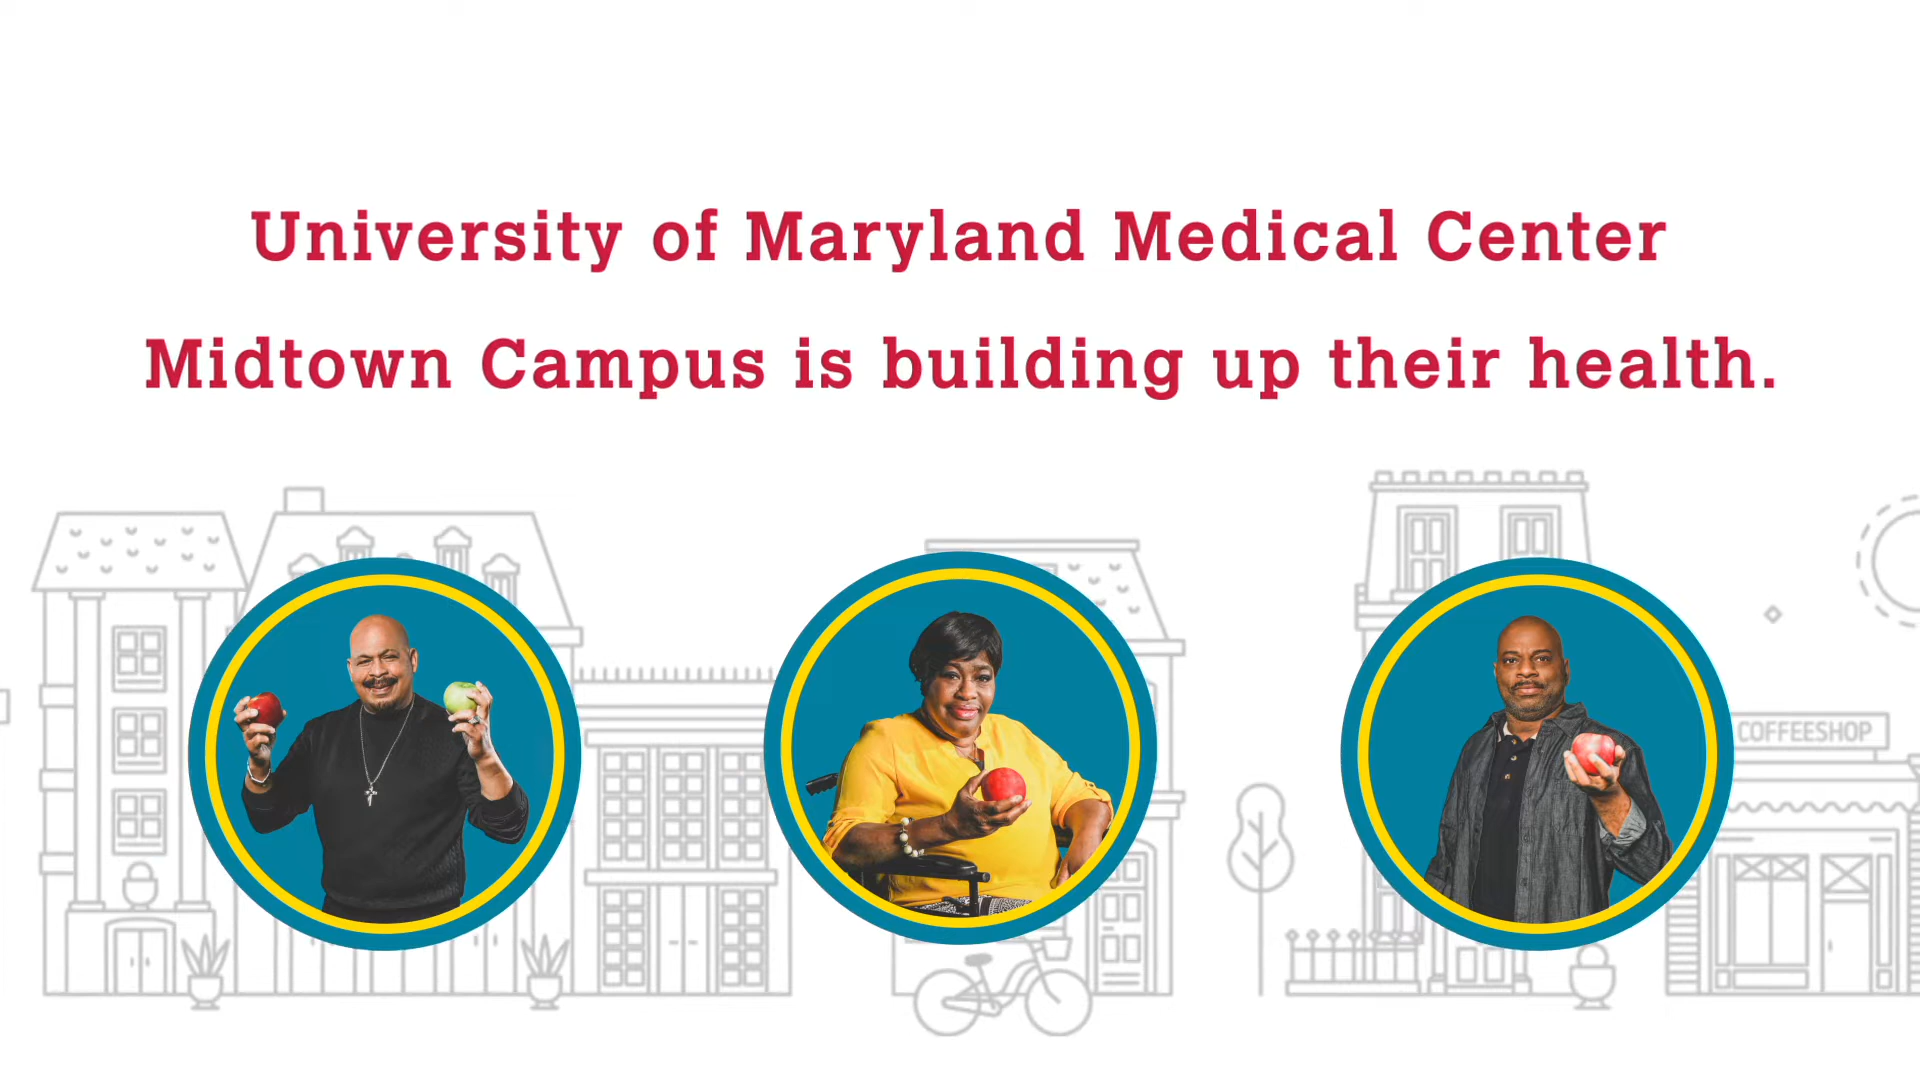 University of Maryland Medical Center
Midtown Campus is building up their health.
COFFEESHOP